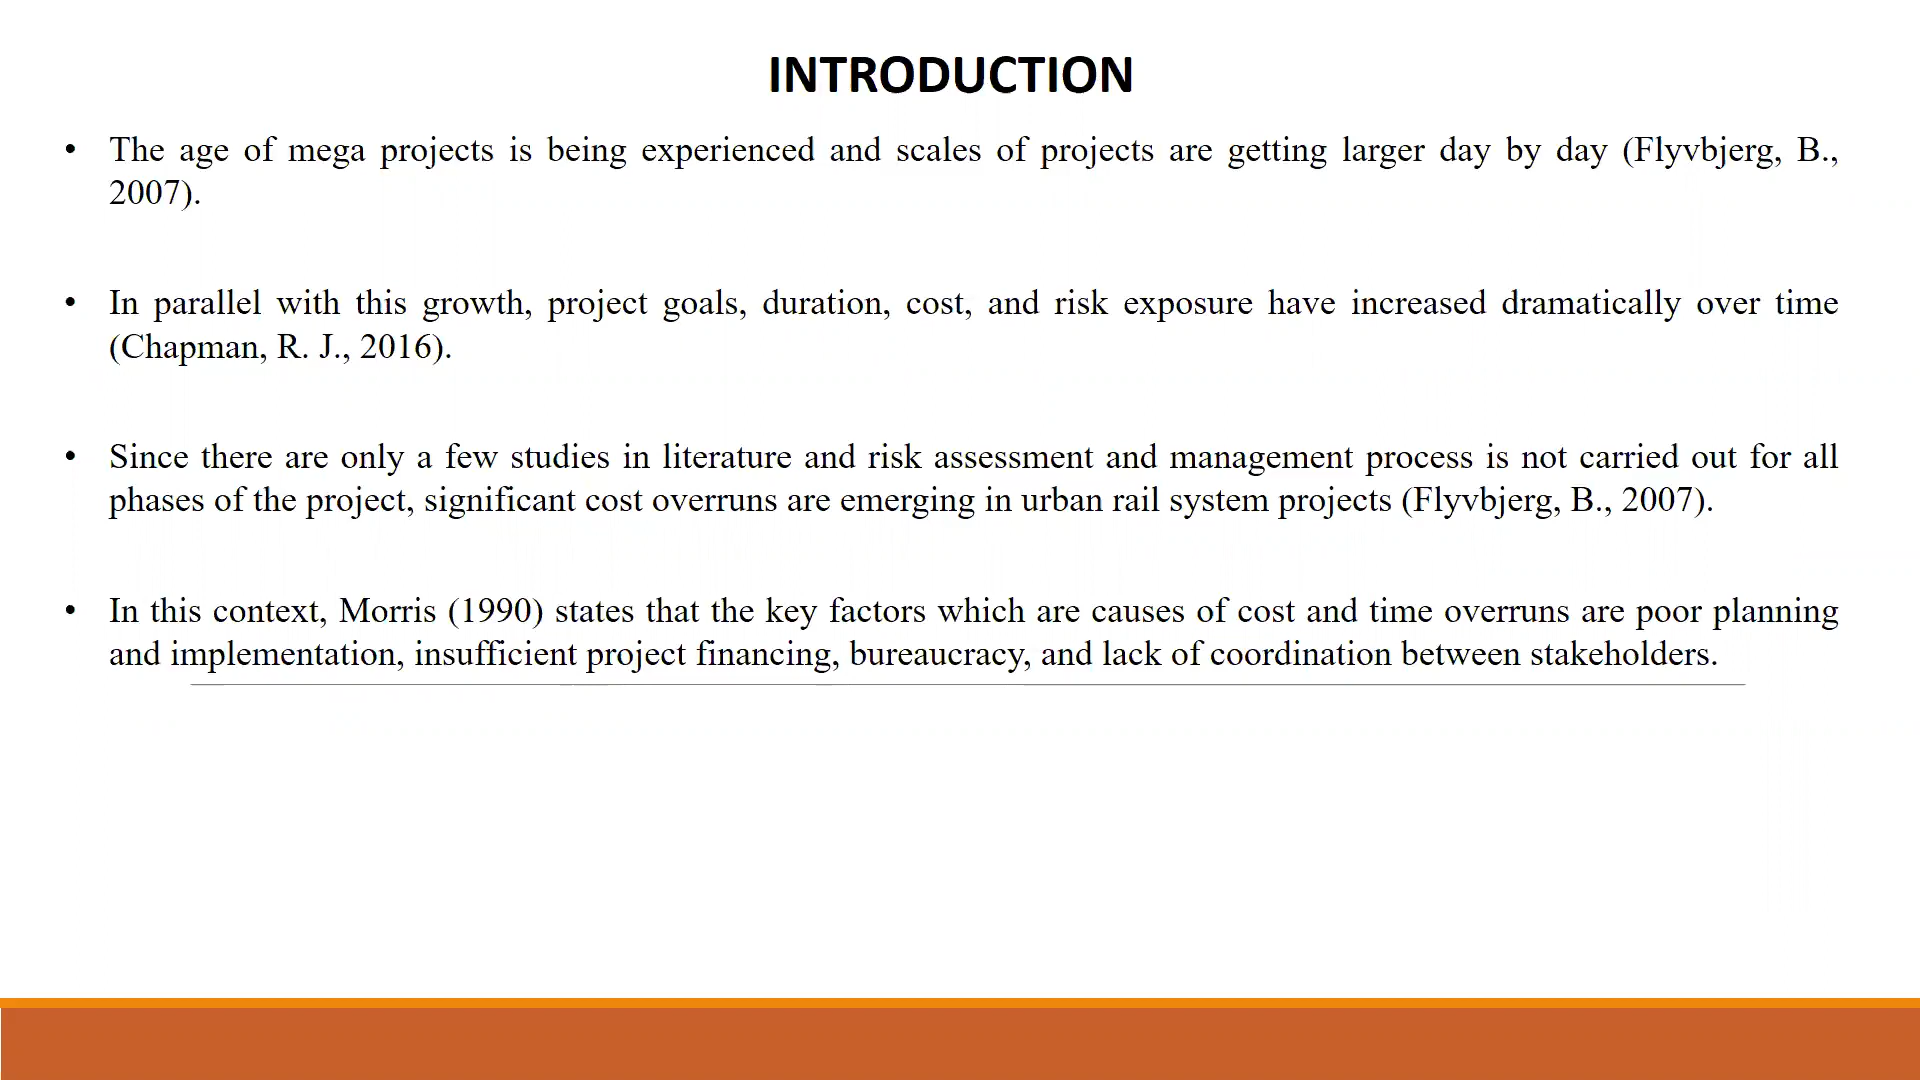 INTRODUCTION
• The age of mega projects is being experienced and scales of projects are getting larger day by day (Flyvbjerg, B.,
2007).
• In parallel with this growth, project goals, duration, cost, and risk exposure have increased dramatically over time
(Chapman, R. J., 2016).
• Since there are only a few studies in literature and risk assessment and management process is not carried out for all
phases of the project, significant cost overruns are emerging in urban rail system projects (Flyvbjerg, B., 2007).
• In this context, Morris (1990) states that the key factors which are causes of cost and time overruns are poor planning
and implementation, insufficient project financing, bureaucracy, and lack of coordination between stakeholders.